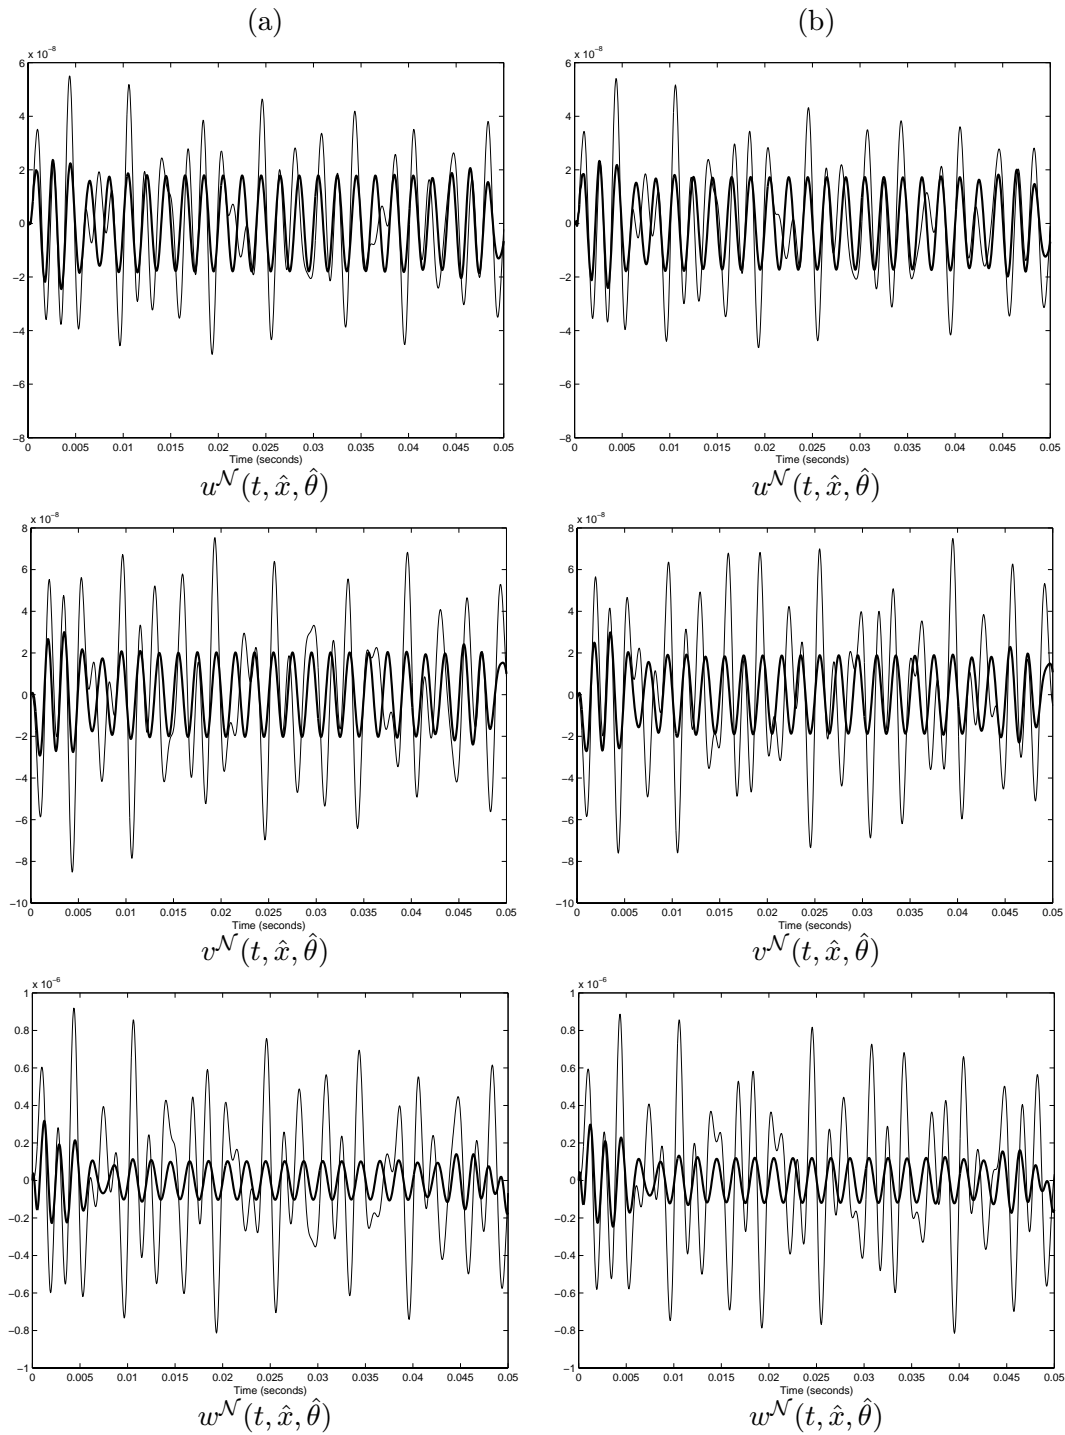 (a) (b)
x 10⁻⁸ x 10⁻⁸
6 6
4 4
2 2
0 0
−2 −2
−4 −4
−6 −6
−8 −8
0 0.005 0.01 0.015 0.02 0.025 0.03 0.035 0.04 0.045 0.05 0 0.005 0.01 0.015 0.02 0.025 0.03 0.035 0.04 0.045 0.05
Time (seconds) Time (seconds)
u^𝒩(t, x̂, θ̂) u^𝒩(t, x̂, θ̂)
x 10⁻⁸ x 10⁻⁸
8 8
6 6
4 4
2 2
0 0
−2 −2
−4 −4
−6 −6
−8 −8
−10 −10
0 0.005 0.01 0.015 0.02 0.025 0.03 0.035 0.04 0.045 0.05 0 0.005 0.01 0.015 0.02 0.025 0.03 0.035 0.04 0.045 0.05
Time (seconds) Time (seconds)
v^𝒩(t, x̂, θ̂) v^𝒩(t, x̂, θ̂)
x 10⁻⁶ x 10⁻⁶
1 1
0.8 0.8
0.6 0.6
0.4 0.4
0.2 0.2
0 0
−0.2 −0.2
−0.4 −0.4
−0.6 −0.6
−0.8 −0.8
−1 −1
0 0.005 0.01 0.015 0.02 0.025 0.03 0.035 0.04 0.045 0.05 0 0.005 0.01 0.015 0.02 0.025 0.03 0.035 0.04 0.045 0.05
Time (seconds) Time (seconds)
w^𝒩(t, x̂, θ̂) w^𝒩(t, x̂, θ̂)